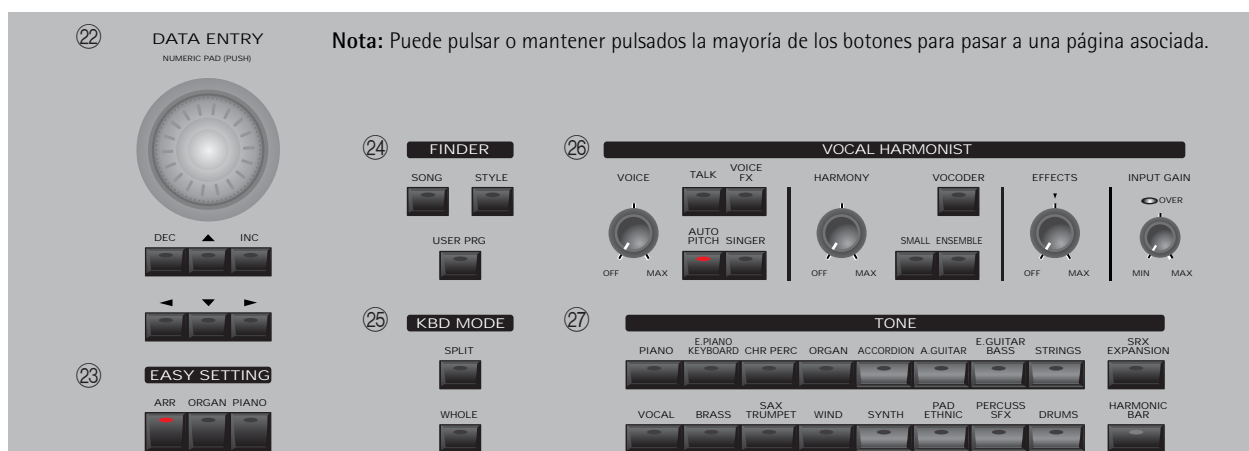 ㉒ DATA ENTRY
NUMERIC PAD (PUSH)
Nota: Puede pulsar o mantener pulsados la mayoría de los botones para pasar a una página asociada.
DEC INC
㉓ EASY SETTING
ARR ORGAN PIANO
㉔ FINDER
SONG STYLE
USER PRG
㉕ KBD MODE
SPLIT
WHOLE
㉖ VOCAL HARMONIST
VOICE
OFF MAX
TALK
VOICE
FX
AUTO
PITCH
SINGER
HARMONY
OFF MAX
VOCODER
SMALL ENSEMBLE
EFFECTS
OFF MAX
INPUT GAIN
OVER
MIN MAX
㉗ TONE
PIANO
E.PIANO
KEYBOARD
CHR PERC
ORGAN
ACCORDION
A.GUITAR
E.GUITAR
BASS
STRINGS
SRX
EXPANSION
VOCAL
BRASS
SAX
TRUMPET
WIND
SYNTH
PAD
ETHNIC
PERCUSS
SFX
DRUMS
HARMONIC
BAR